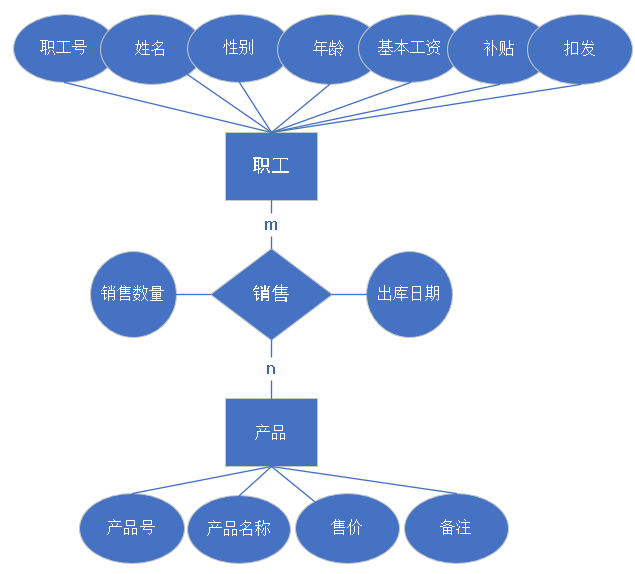 职工号
姓名
性别
年龄
基本工资
补贴
扣发
职工
m
销售数量
销售
出库日期
n
产品
产品号
产品名称
售价
备注